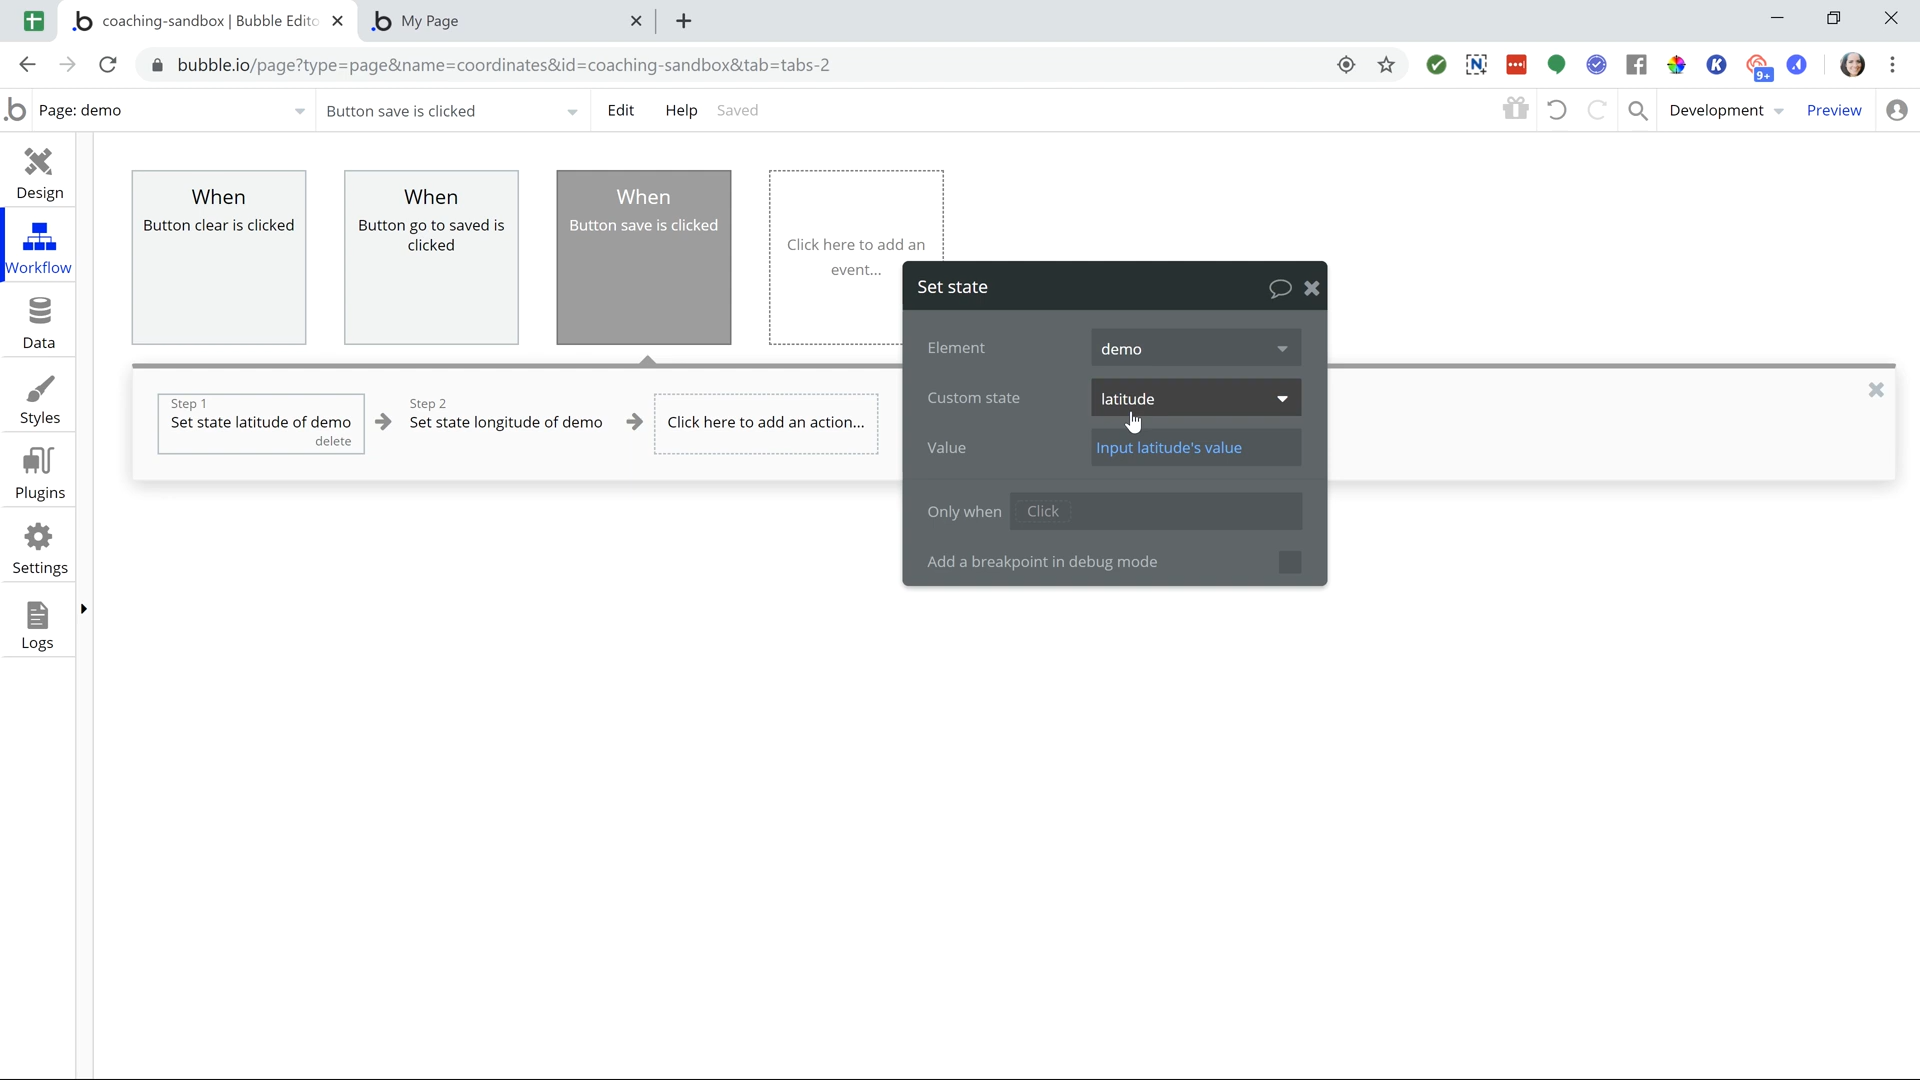 coaching-sandbox | Bubble Edito
My Page
bubble.io/page?type=page&name=coordinates&id=coaching-sandbox&tab=tabs-2
9+
Page: demo
Button save is clicked
Edit
Help
Saved
Development
Preview
Design
Workflow
Data
Styles
Plugins
Settings
Logs
When
Button clear is clicked
When
Button go to saved is
clicked
When
Button save is clicked
Click here to add an
event...
Step 1
Set state latitude of demo
delete
Step 2
Set state longitude of demo
Click here to add an action...
Set state
Element
demo
Custom state
latitude
Value
Input latitude's value
Only when
Click
Add a breakpoint in debug mode